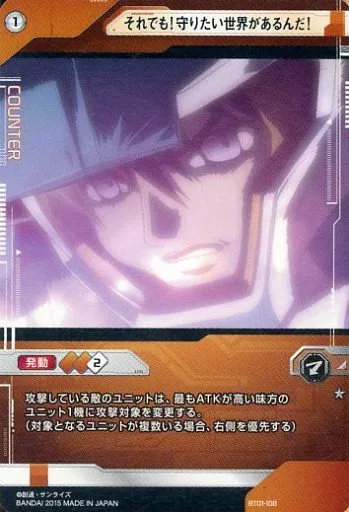 1
それでも!守りたい世界があるんだ!
COUNTER
発動 2
マ
攻撃している敵のユニットは、最もATKが高い味方の
ユニット1機に攻撃対象を変更する。
(対象となるユニットが複数いる場合、右側を優先する)
©創通・サンライズ
BANDAI 2015 MADE IN JAPAN
BT01-108